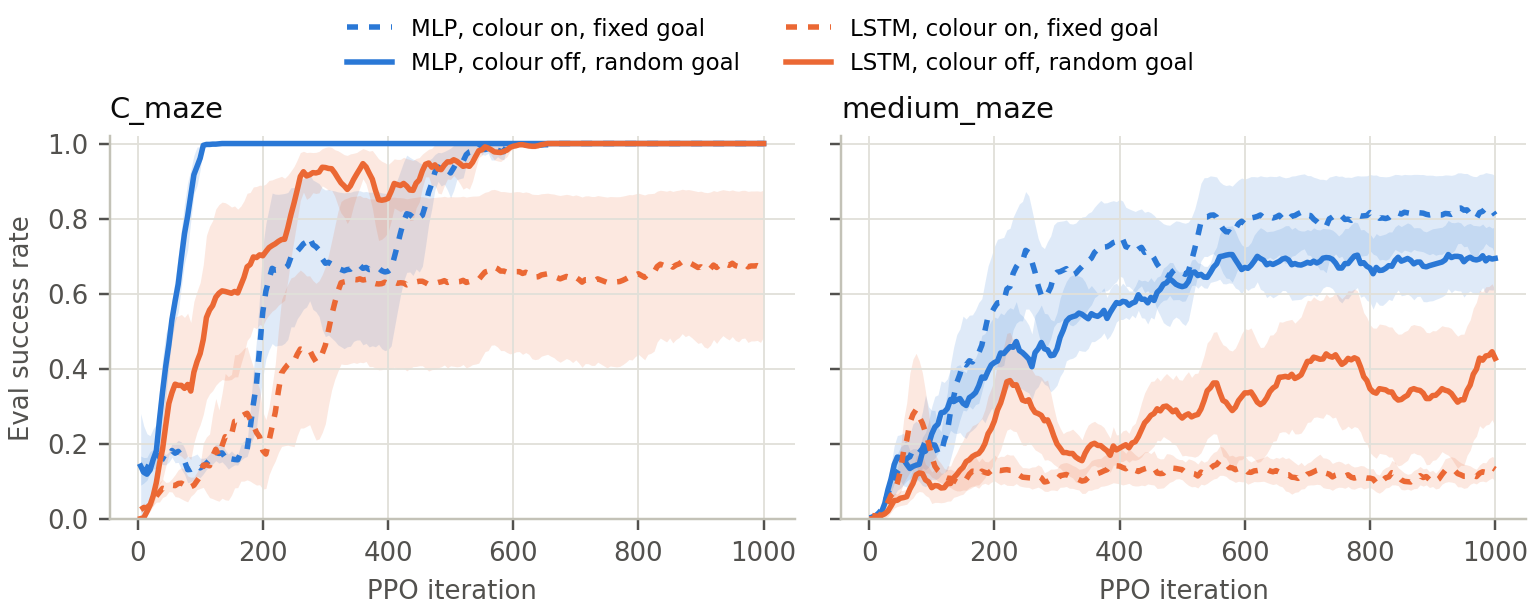 MLP, colour on, fixed goal
MLP, colour off, random goal
LSTM, colour on, fixed goal
LSTM, colour off, random goal
C_maze
medium_maze
Eval success rate
1.0
0.8
0.6
0.4
0.2
0.0
0 200 400 600 800 1000
0 200 400 600 800 1000
PPO iteration
PPO iteration